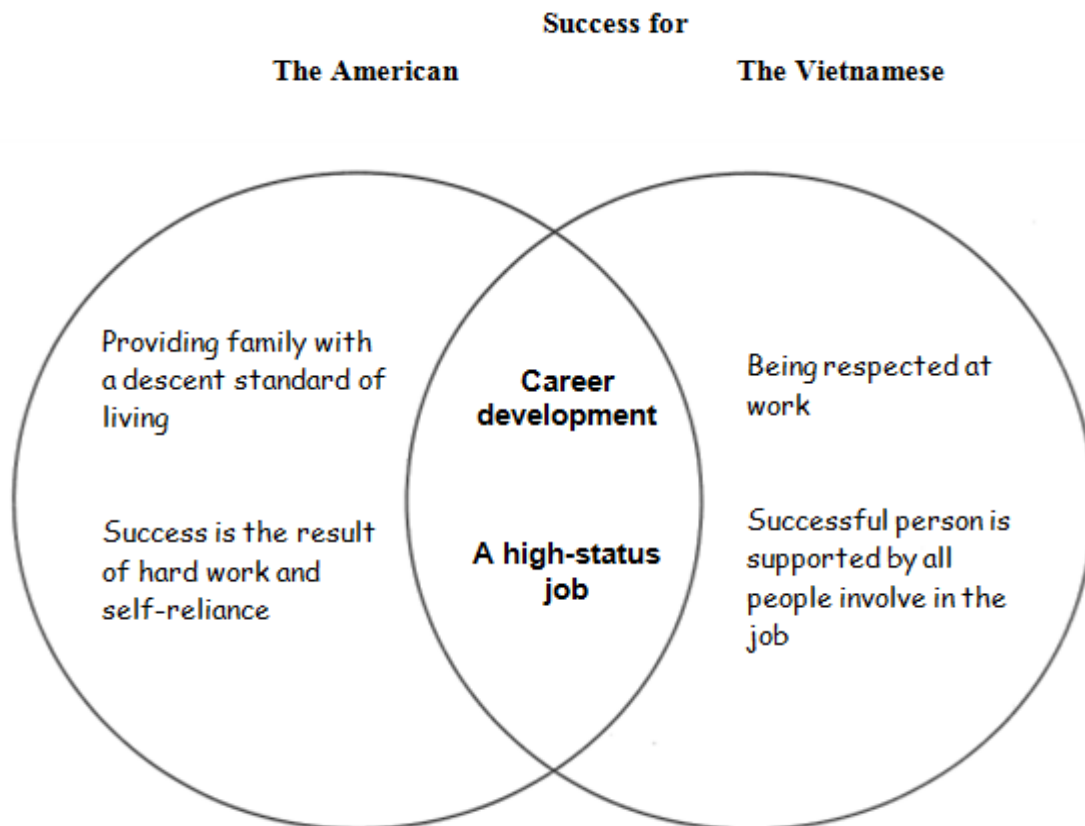 Success for
The American
The Vietnamese
Providing family with
a descent standard of
living
Success is the result
of hard work and
self-reliance
Career
development
A high-status
job
Being respected at
work
Successful person is
supported by all
people involve in the
job